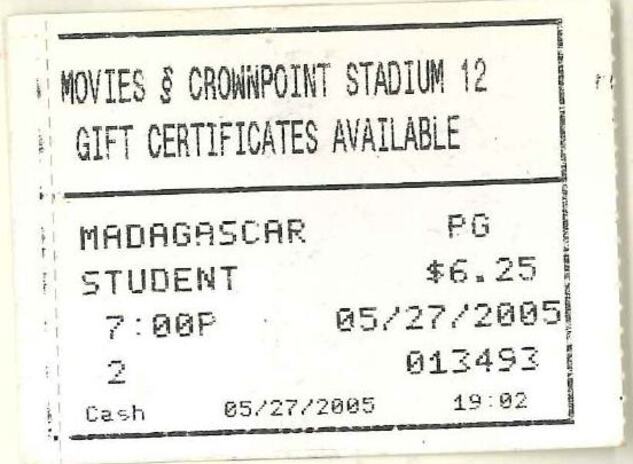 MOVIES § CROWNPOINT STADIUM 12
GIFT CERTIFICATES AVAILABLE
MADAGASCAR PG
STUDENT $6.25
7:00P 05/27/2005
2 013493
Cash 05/27/2005 19:02